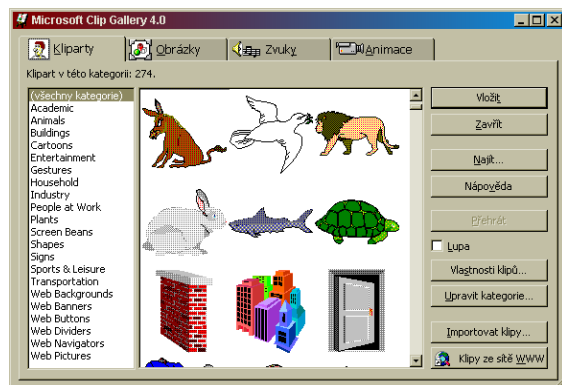 Microsoft Clip Gallery 4.0
Kliparty
Obrázky
Zvuky
Animace
Klipart v této kategorii: 274.
(všechny kategorie)
Academic
Animals
Buildings
Cartoons
Entertainment
Gestures
Household
Industry
People at Work
Plants
Screen Beans
Shapes
Signs
Sports & Leisure
Transportation
Web Backgrounds
Web Banners
Web Buttons
Web Dividers
Web Navigators
Web Pictures
Vložit
Zavřít
Najít...
Nápověda
Přehrát
Lupa
Vlastnosti klipů...
Upravit kategorie...
Importovat klipy...
Klipy ze sítě WWW